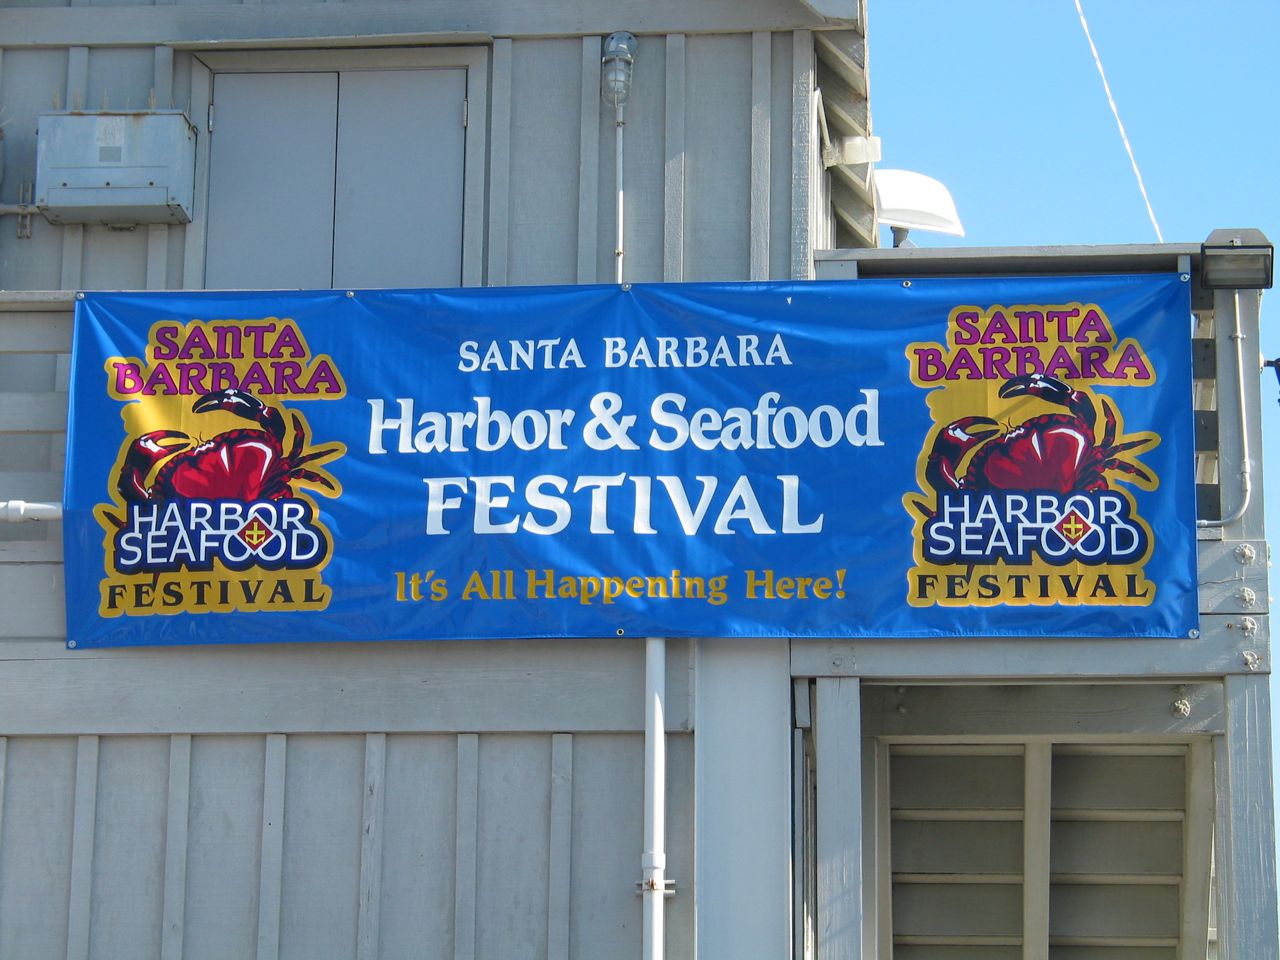 SANTA
BARBARA
HARBOR
SEAFOOD
FESTIVAL
SANTA BARBARA
Harbor & Seafood
FESTIVAL
It's All Happening Here!
SANTA
BARBARA
HARBOR
SEAFOOD
FESTIVAL